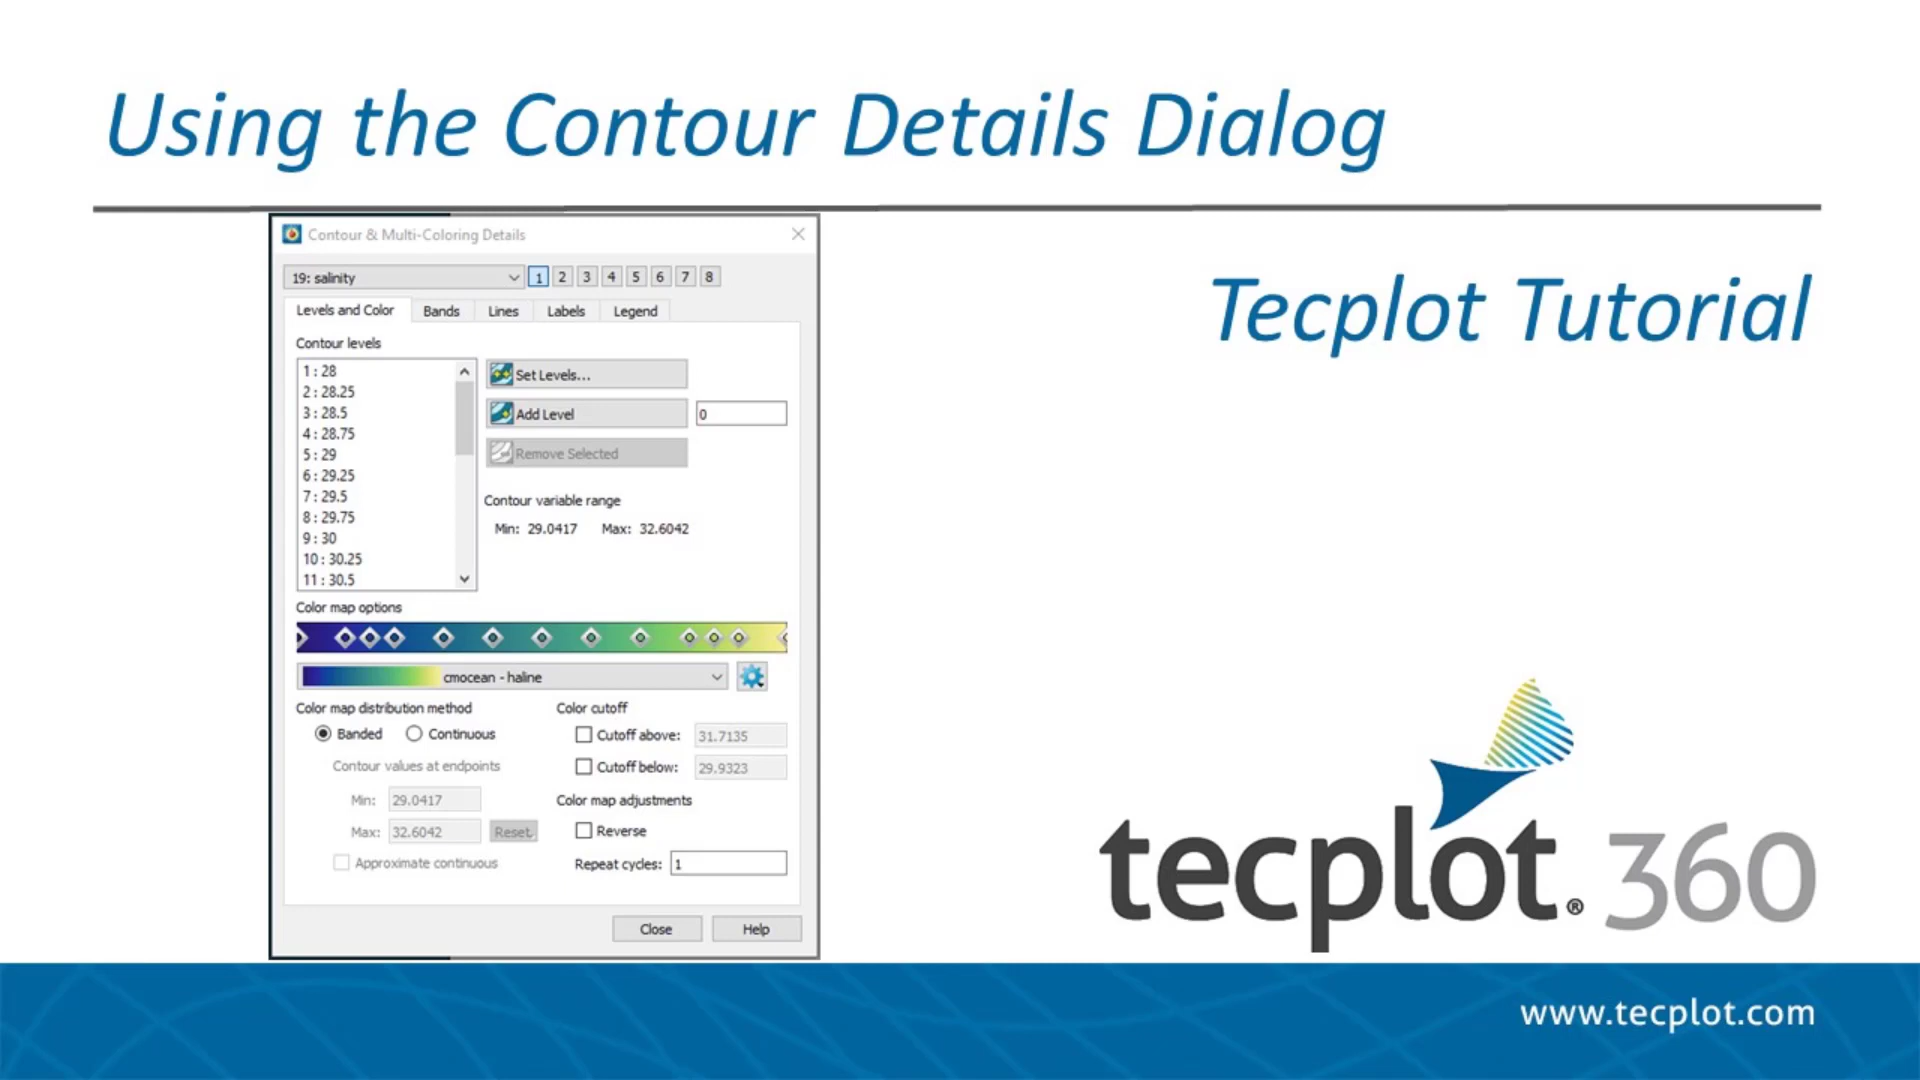 Using the Contour Details Dialog
Contour & Multi-Coloring Details
19: salinity 1 2 3 4 5 6 7 8
Levels and Color Bands Lines Labels Legend
Contour levels
1 : 28
2 : 28.25
3 : 28.5
4 : 28.75
5 : 29
6 : 29.25
7 : 29.5
8 : 29.75
9 : 30
10 : 30.25
11 : 30.5
Set Levels...
Add Level 0
Remove Selected
Contour variable range
Min: 29.0417 Max: 32.6042
Color map options
cmocean - haline
Color map distribution method
Banded Continuous
Contour values at endpoints
Min: 29.0417
Max: 32.6042 Reset
Approximate continuous
Color cutoff
Cutoff above: 31.7135
Cutoff below: 29.9323
Color map adjustments
Reverse
Repeat cycles: 1
Close Help
Tecplot Tutorial
tecplot® 360
www.tecplot.com